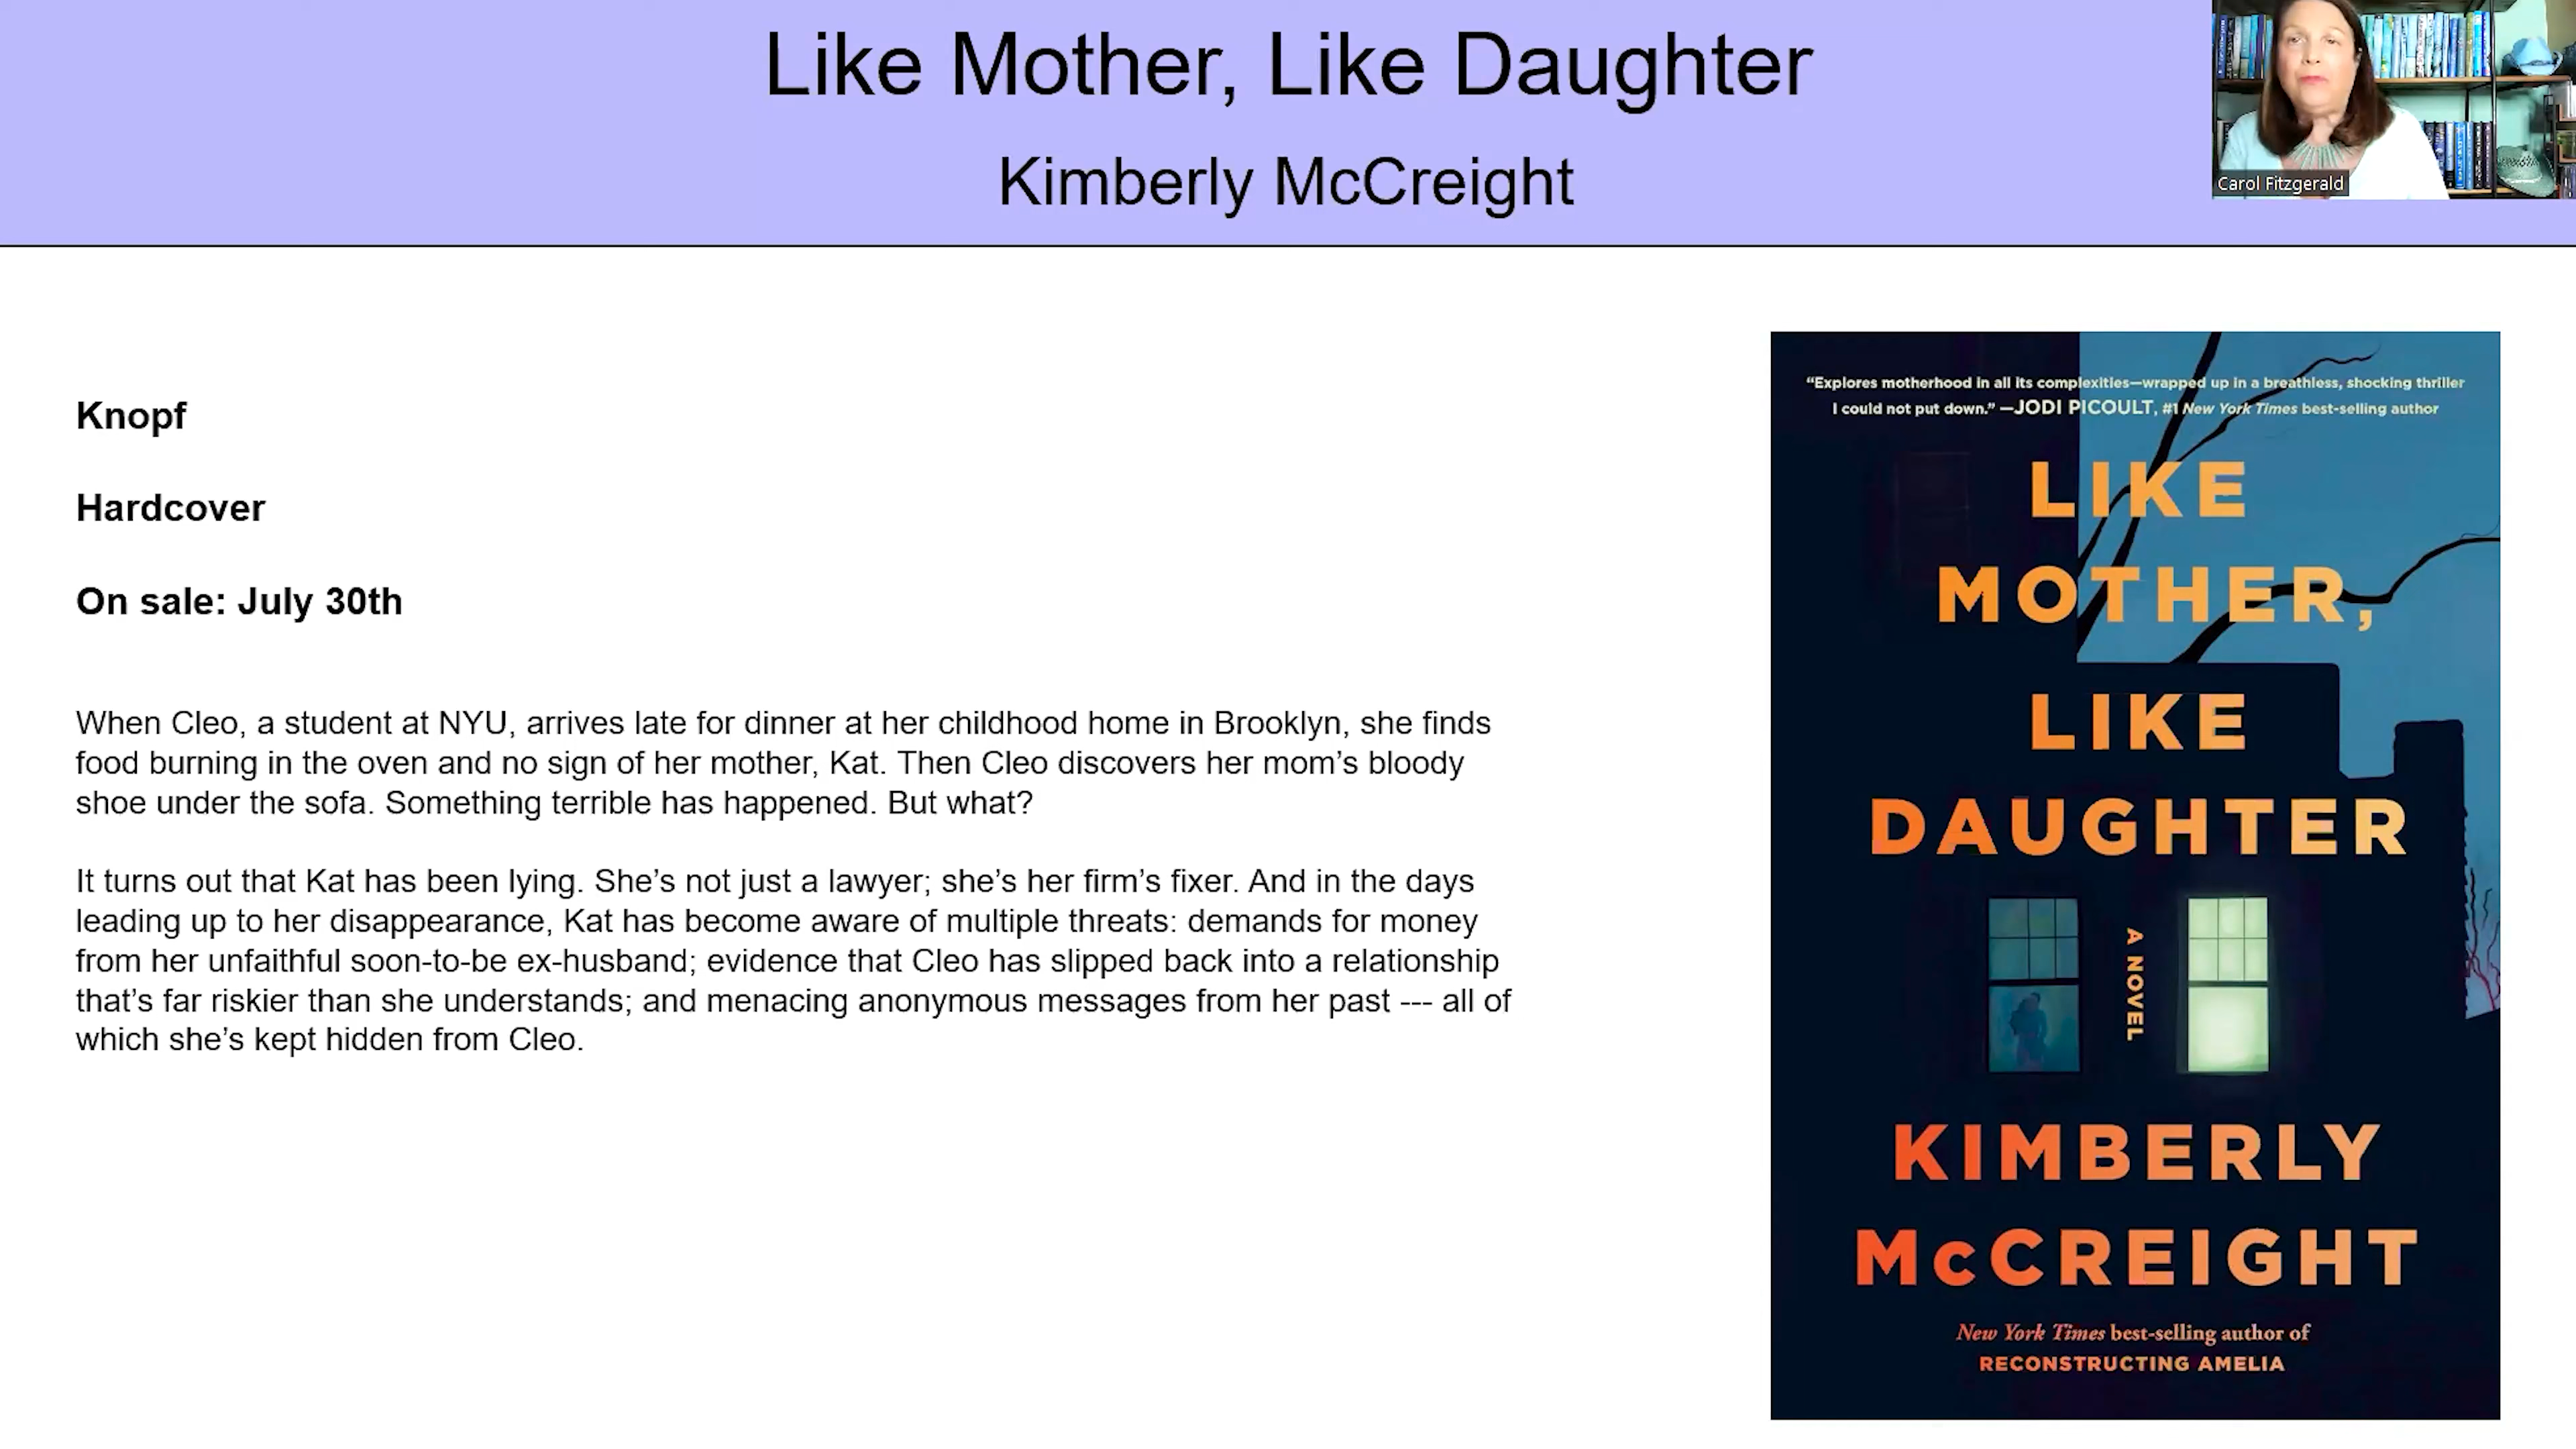 Like Mother, Like Daughter
Kimberly McCreight
Carol Fitzgerald
Knopf
Hardcover
On sale: July 30th
When Cleo, a student at NYU, arrives late for dinner at her childhood home in Brooklyn, she finds
food burning in the oven and no sign of her mother, Kat. Then Cleo discovers her mom’s bloody
shoe under the sofa. Something terrible has happened. But what?
It turns out that Kat has been lying. She’s not just a lawyer; she’s her firm’s fixer. And in the days
leading up to her disappearance, Kat has become aware of multiple threats: demands for money
from her unfaithful soon-to-be ex-husband; evidence that Cleo has slipped back into a relationship
that’s far riskier than she understands; and menacing anonymous messages from her past --- all of
which she’s kept hidden from Cleo.
“Explores motherhood in all its complexities—wrapped up in a breathless, shocking thriller
I could not put down.” —JODI PICOULT, #1 New York Times best-selling author
LIKE
MOTHER,
LIKE
DAUGHTER
A NOVEL
KIMBERLY
McCREIGHT
New York Times best-selling author of
RECONSTRUCTING AMELIA